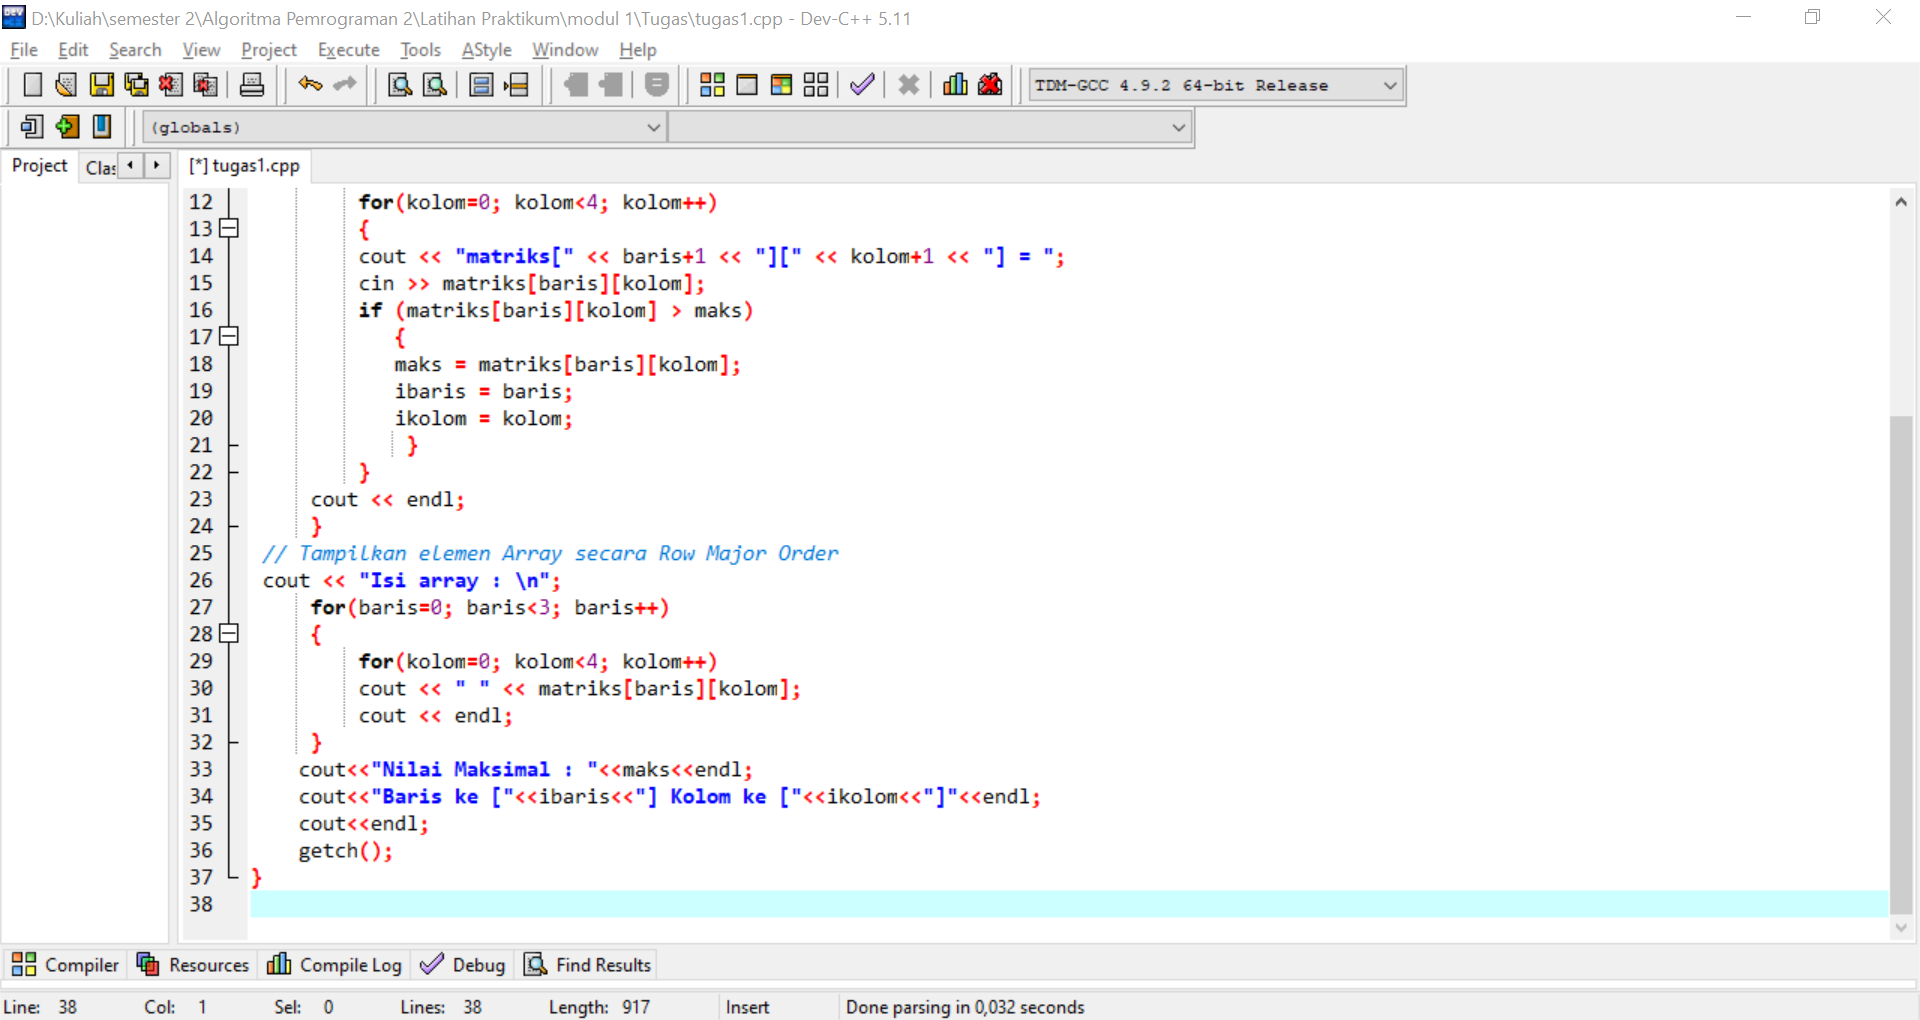 D:\Kuliah\semester 2\Algoritma Pemrograman 2\Latihan Praktikum\modul 1\Tugas\tugas1.cpp - Dev-C++ 5.11
File Edit Search View Project Execute Tools AStyle Window Help
TDM-GCC 4.9.2 64-bit Release
(globals)
Project Clas [*] tugas1.cpp
12 for(kolom=0; kolom<4; kolom++)
13 {
14 cout << "matriks[" << baris+1 << "][" << kolom+1 << "] = ";
15 cin >> matriks[baris][kolom];
16 if (matriks[baris][kolom] > maks)
17 {
18 maks = matriks[baris][kolom];
19 ibaris = baris;
20 ikolom = kolom;
21 }
22 }
23 cout << endl;
24 }
25 // Tampilkan elemen Array secara Row Major Order
26 cout << "Isi array : \n";
27 for(baris=0; baris<3; baris++)
28 {
29 for(kolom=0; kolom<4; kolom++)
30 cout << " " << matriks[baris][kolom];
31 cout << endl;
32 }
33 cout<<"Nilai Maksimal : "<<maks<<endl;
34 cout<<"Baris ke ["<<ibaris<<"] Kolom ke ["<<ikolom<<"]"<<endl;
35 cout<<endl;
36 getch();
37 }
38
Compiler Resources Compile Log Debug Find Results
Line: 38 Col: 1 Sel: 0 Lines: 38 Length: 917 Insert Done parsing in 0,032 seconds